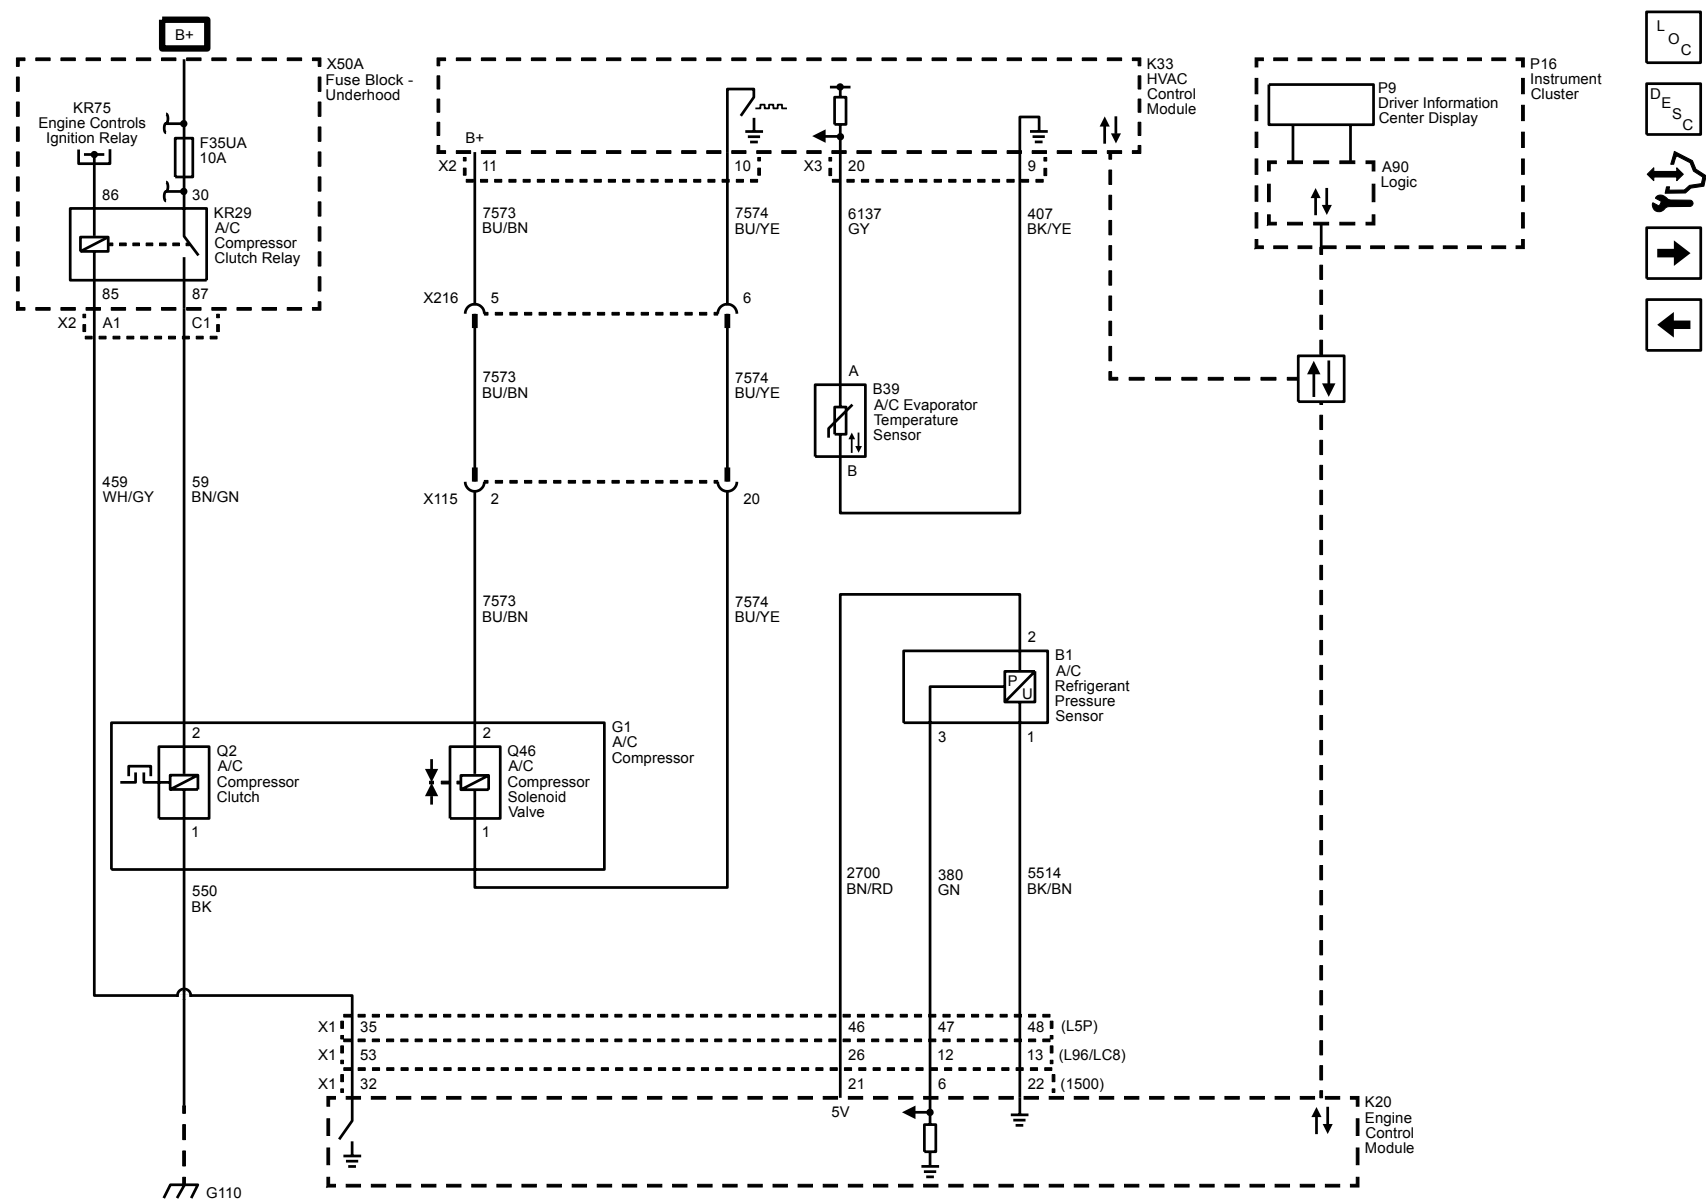 B+
X50A
Fuse Block -
Underhood
KR75
Engine Controls
Ignition Relay
F35UA
10A
86
30
KR29
A/C
Compressor
Clutch Relay
85
87
X2
A1
C1
459
WH/GY
59
BN/GN
K33
HVAC
Control
Module
B+
X2
11
10
X3
20
9
7573
BU/BN
7574
BU/YE
6137
GY
407
BK/YE
X216
5
6
7573
BU/BN
7574
BU/YE
A
B39
A/C Evaporator
Temperature
Sensor
B
X115
2
20
7573
BU/BN
7574
BU/YE
P16
Instrument
Cluster
P9
Driver Information
Center Display
A90
Logic
L
O
C
D
E
S
C
2
B1
A/C
Refrigerant
Pressure
Sensor
P
U
3
1
G1
A/C
Compressor
2
Q2
A/C
Compressor
Clutch
1
2
Q46
A/C
Compressor
Solenoid
Valve
1
550
BK
2700
BN/RD
380
GN
5514
BK/BN
X1
35
46
47
48
(L5P)
X1
53
26
12
13
(L96/LC8)
X1
32
21
6
22
(1500)
5V
K20
Engine
Control
Module
G110